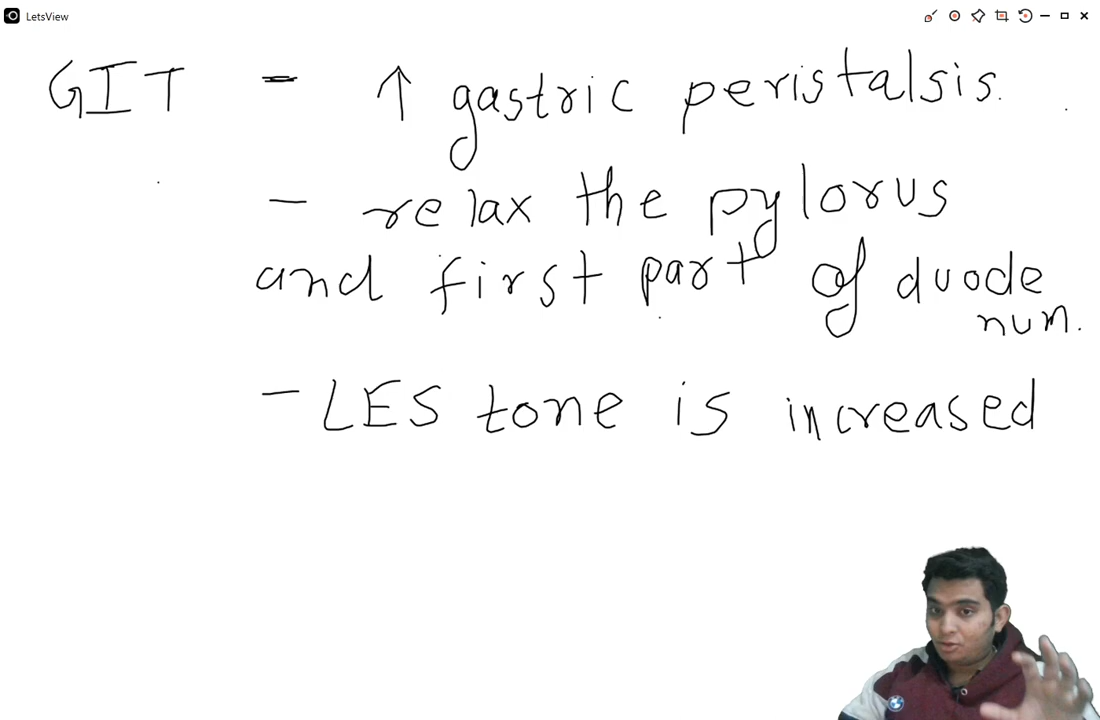 LetsView
GIT - ↑ gastric peristalsis.
- relax the pylorus
and first part of duode
num.
- LES tone is increased